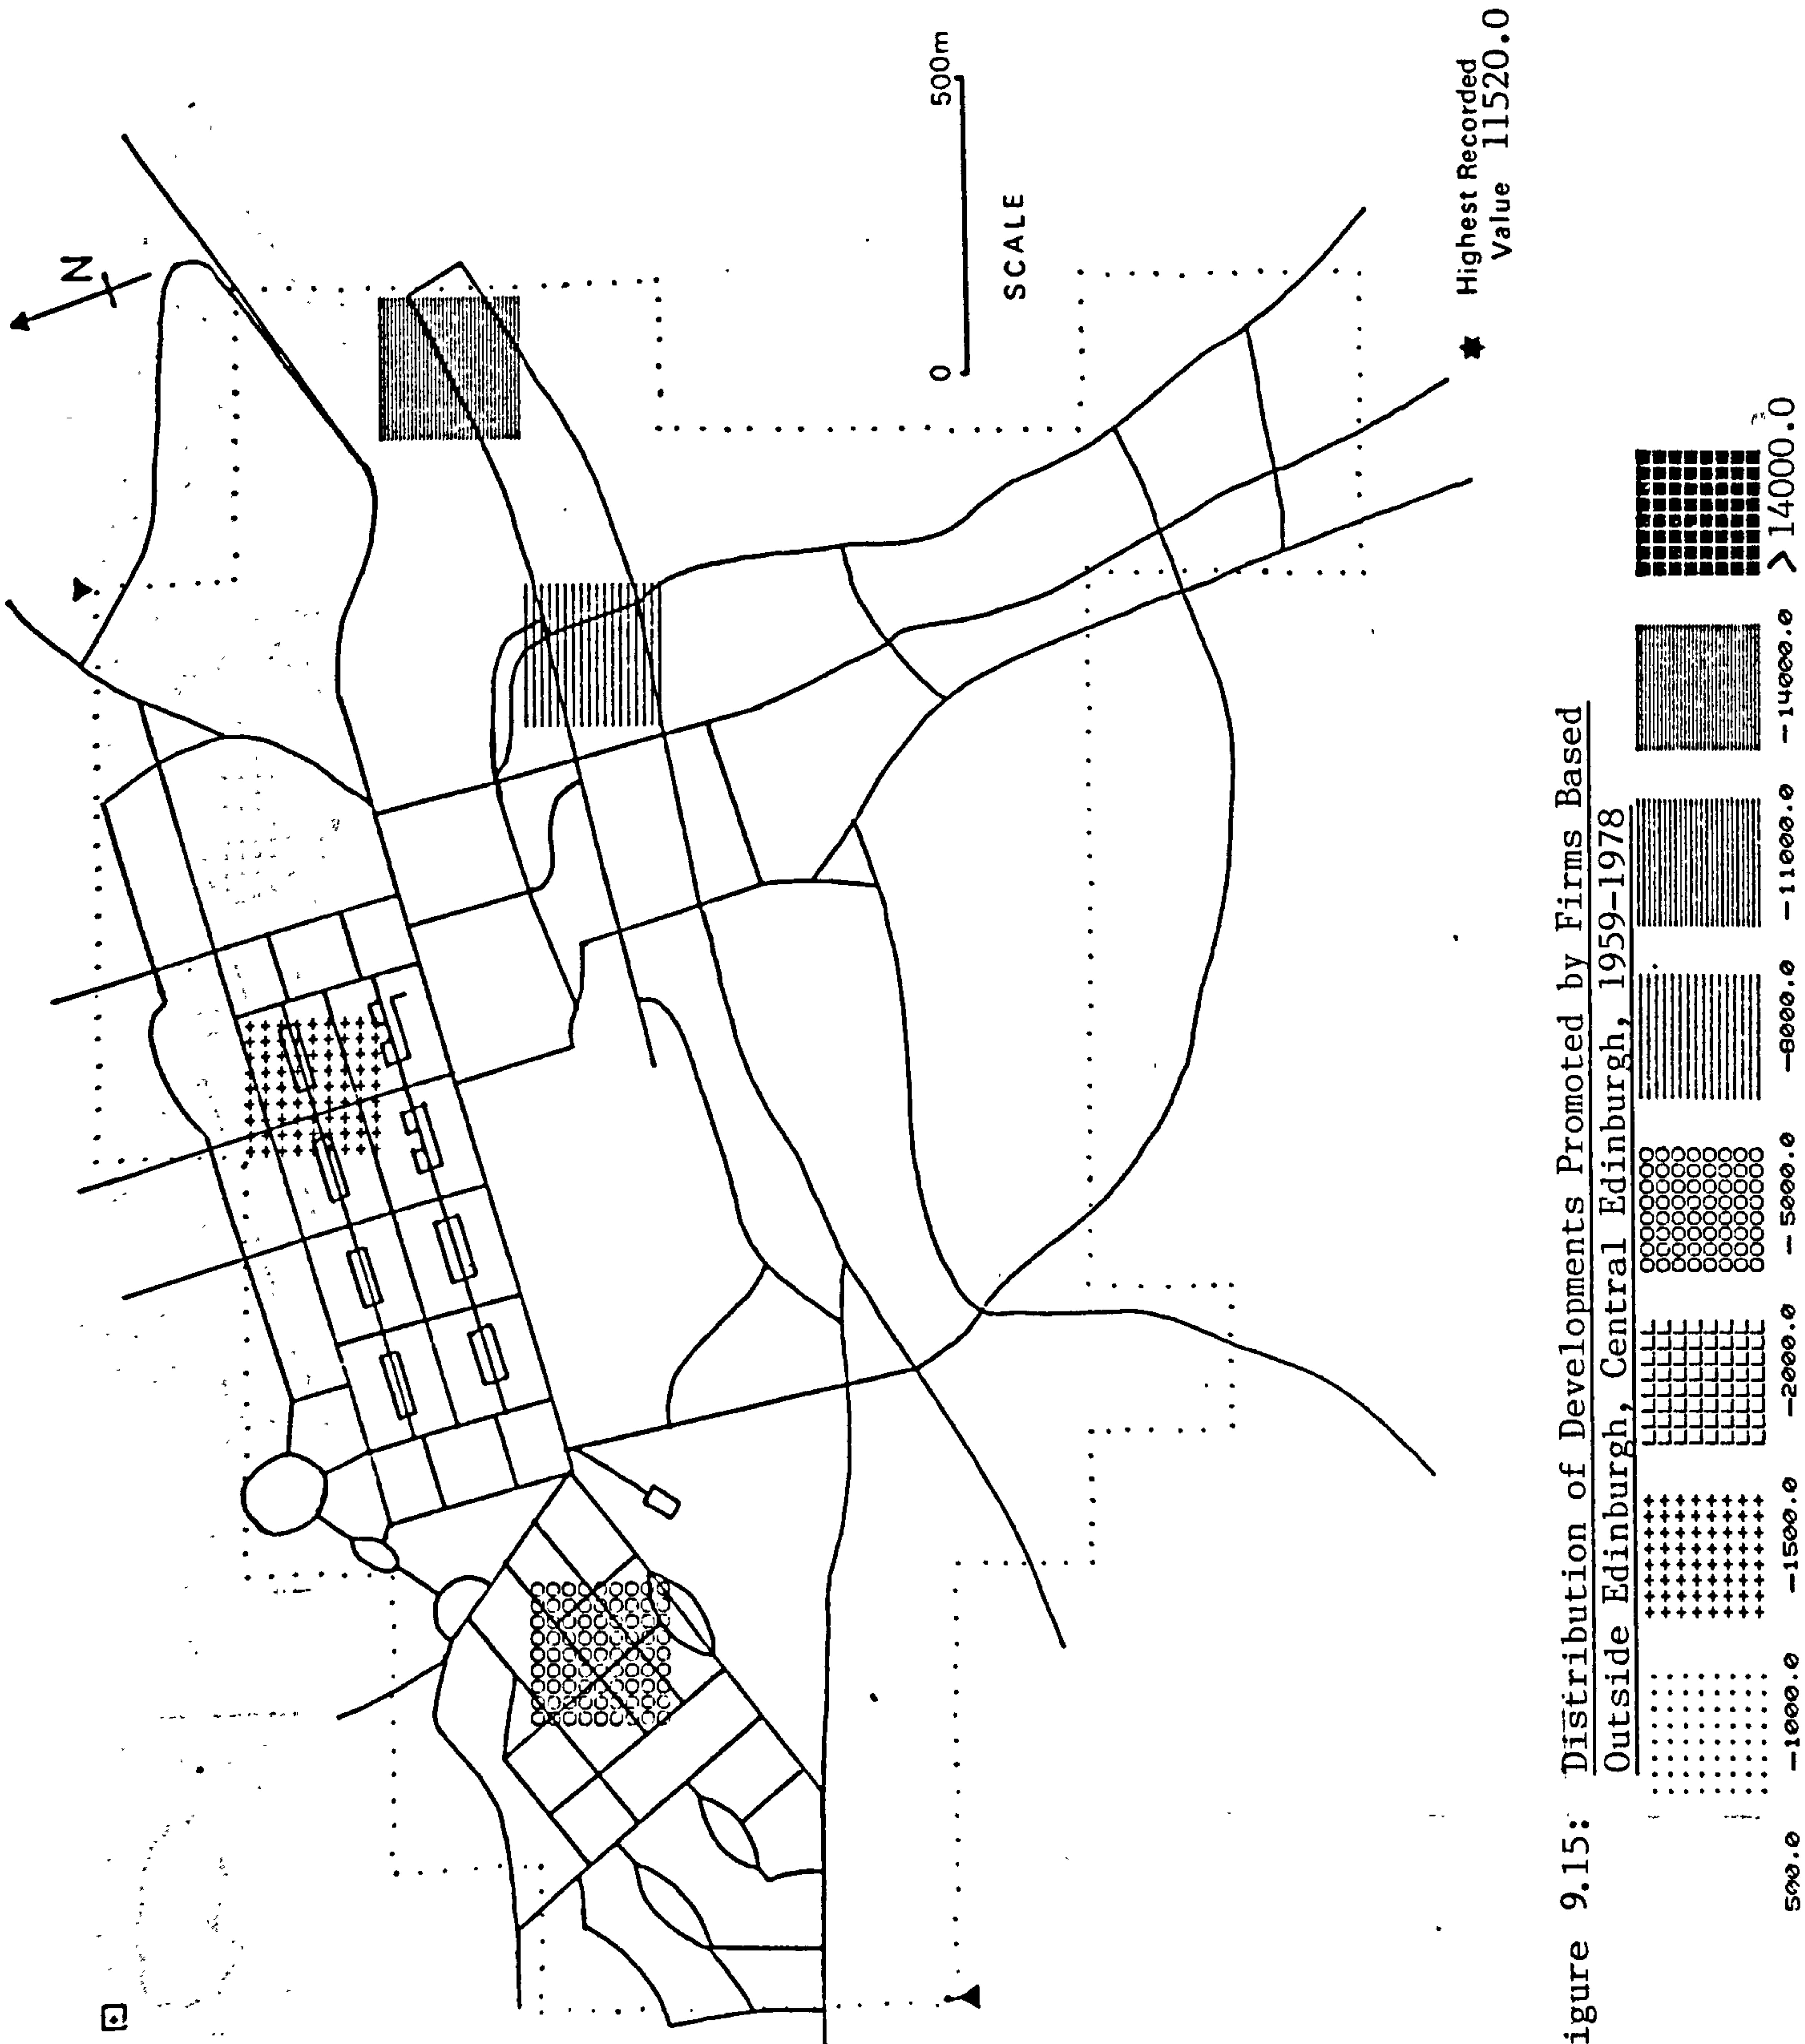 N
0 500m
SCALE
Highest Recorded
Value 11520.0
igure 9.15: Distribution of Developments Promoted by Firms Based
Outside Edinburgh, Central Edinburgh, 1959-1978
500.0 -1000.0 -1500.0 -2000.0 -5000.0 -8000.0 -11000.0 -14000.0 >14000.0